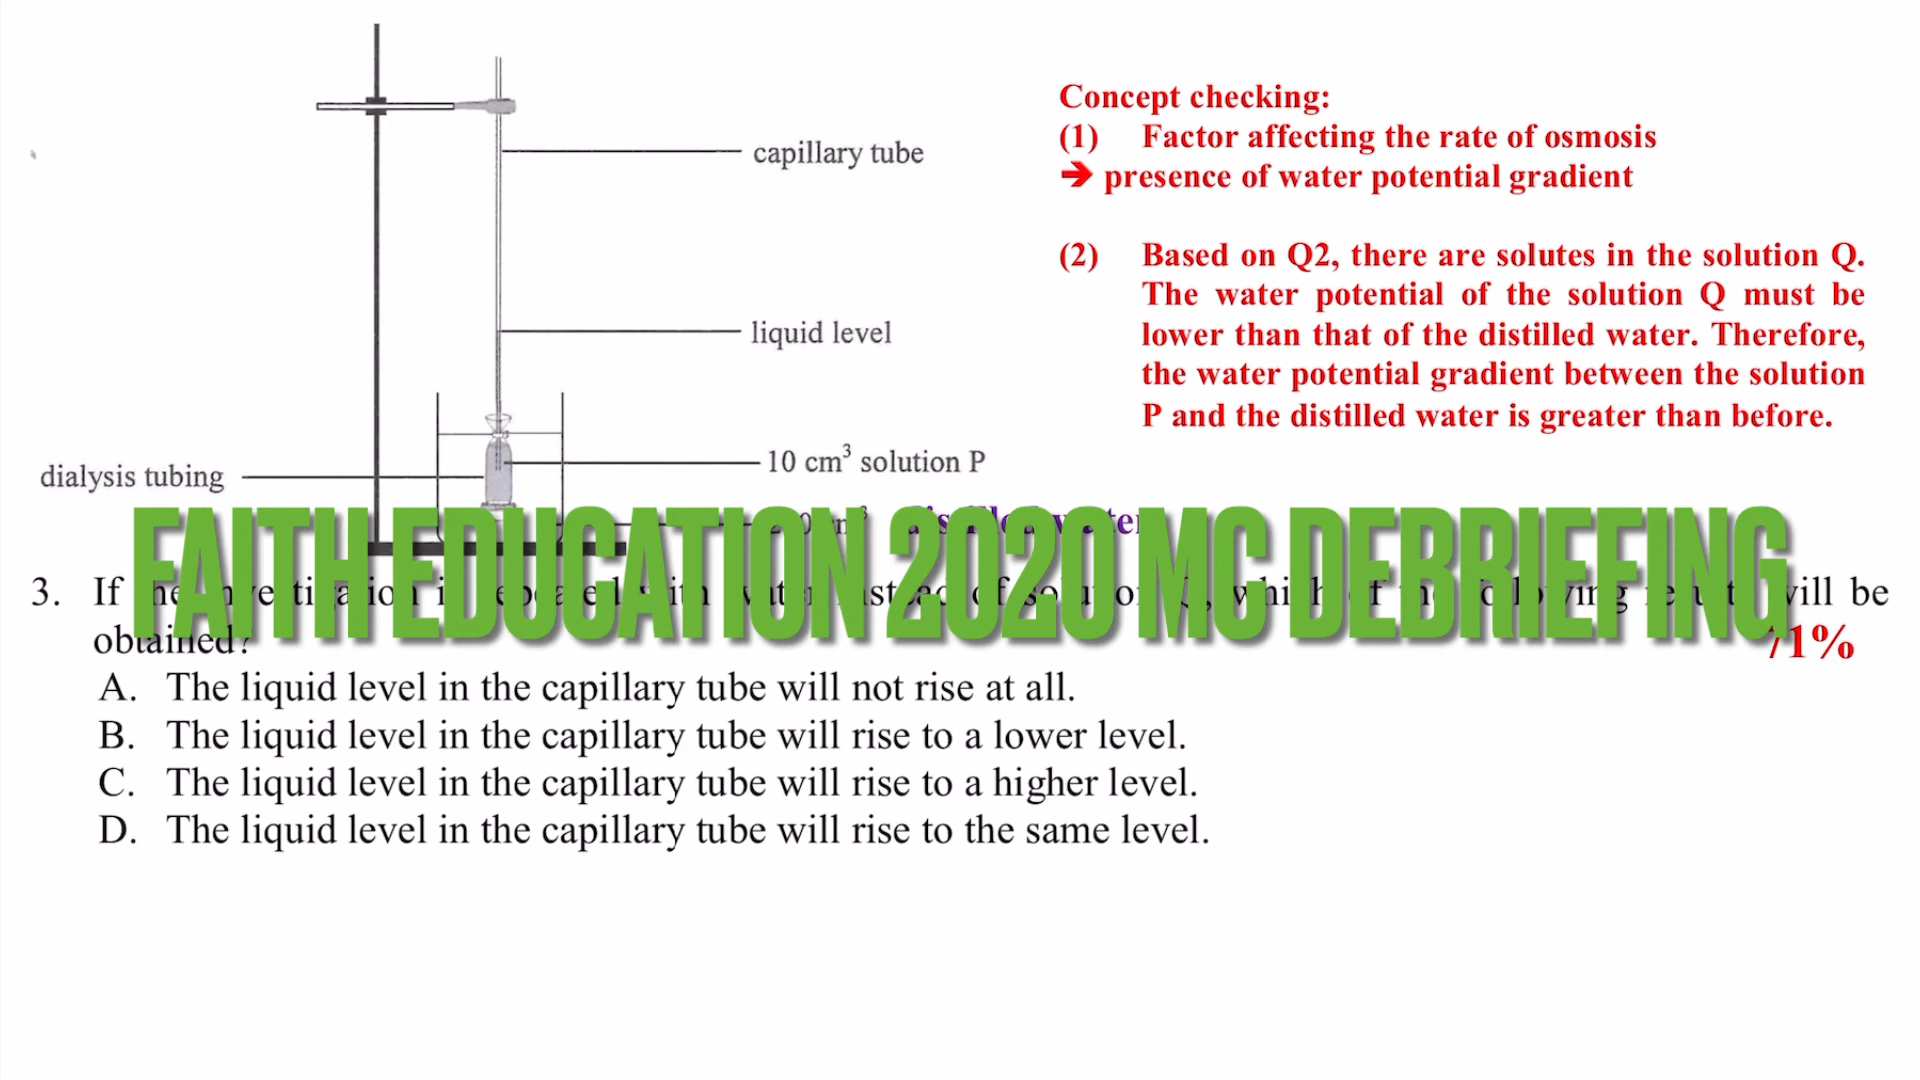 capillary tube
liquid level
dialysis tubing
10 cm³ solution P
Concept checking:
(1) Factor affecting the rate of osmosis
➔ presence of water potential gradient
(2) Based on Q2, there are solutes in the solution Q.
The water potential of the solution Q must be
lower than that of the distilled water. Therefore,
the water potential gradient between the solution
P and the distilled water is greater than before.
FAITH EDUCATION 2020 MC DEBRIEFING
3. If will be
obtained?
71%
A. The liquid level in the capillary tube will not rise at all.
B. The liquid level in the capillary tube will rise to a lower level.
C. The liquid level in the capillary tube will rise to a higher level.
D. The liquid level in the capillary tube will rise to the same level.